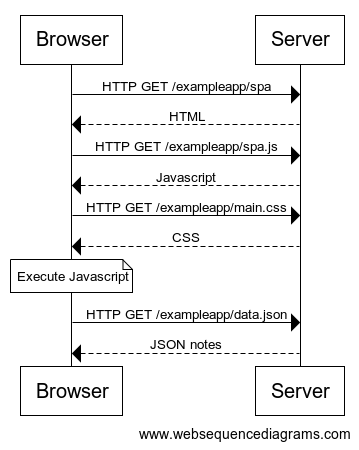 Browser
Server
HTTP GET /exampleapp/spa
HTML
HTTP GET /exampleapp/spa.js
Javascript
HTTP GET /exampleapp/main.css
CSS
Execute Javascript
HTTP GET /exampleapp/data.json
JSON notes
Browser
Server
www.websequencediagrams.com